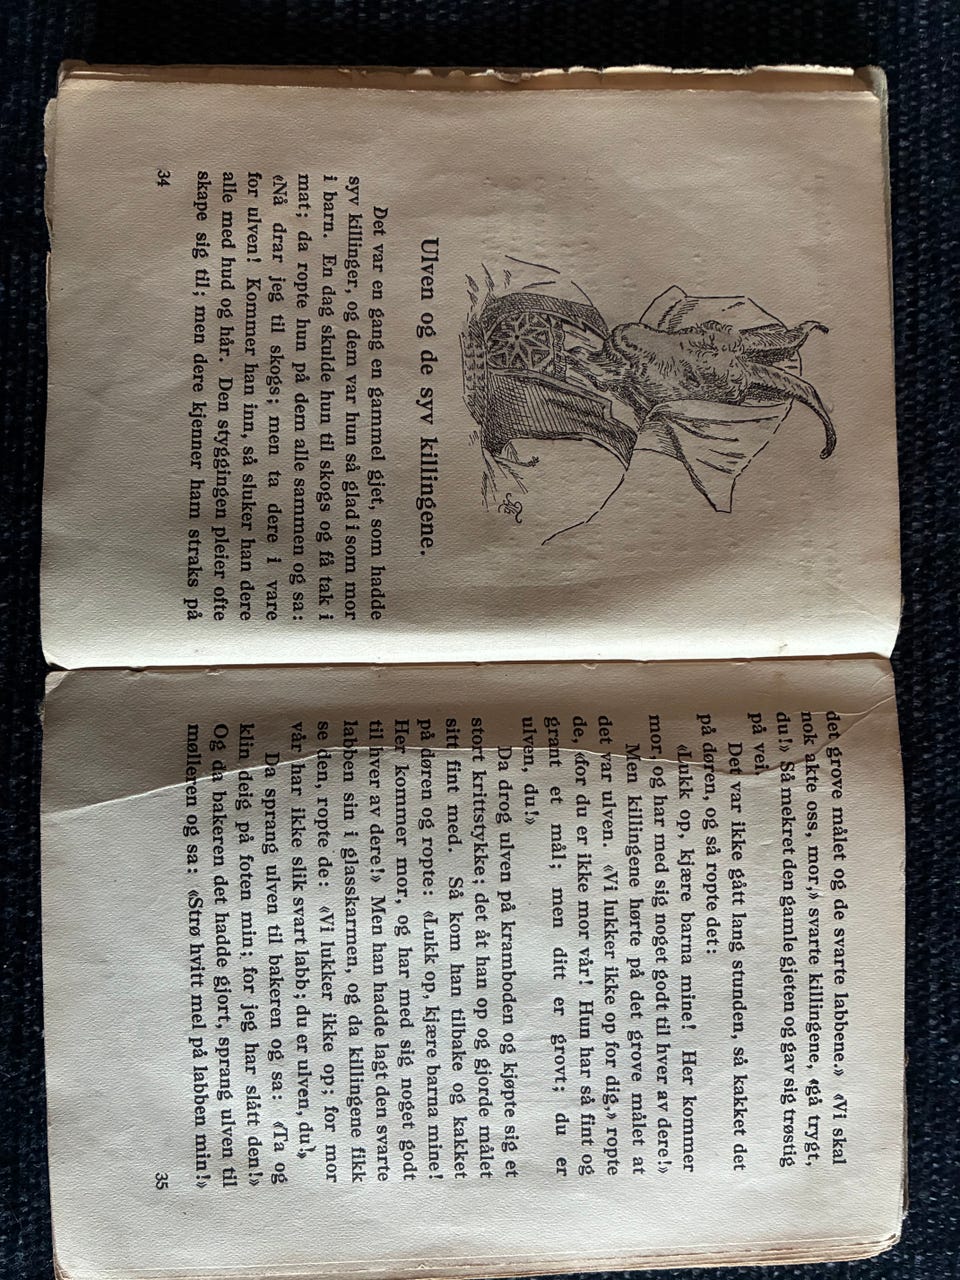 Ulven og de syv killingene.
Det var en gang en gammel gjet, som hadde
syv killinger, og dem var hun så glad i som mor
i barn. En dag skulde hun til skogs og få tak i
mat; da ropte hun på dem alle sammen og sa:
«Nå drar jeg til skogs; men ta dere i vare
for ulven! Kommer han inn, så sluker han dere
alle med hud og hår. Den styggingen pleier ofte
skape sig til; men dere kjenner ham straks på
34
det grove målet og de svarte labbene.» «Vi skal
nok akte oss, mor,» svarte killingene, «gå trygt,
du!» Så mekret den gamle gjeten og gav sig trøstig
på vei.
Det var ikke gått lang stunden, så kakket det
på døren, og så ropte det:
«Lukk op, kjære barna mine! Her kommer
mor, og har med sig noget godt til hver av dere!»
Men killingene hørte på det grove målet at
det var ulven. «Vi lukker ikke op for dig,» ropte
de, «for du er ikke mor vår! Hun har så fint og
grant et mål; men ditt er grovt; du er
ulven, du!»
Da drog ulven på kramboden og kjøpte sig et
stort krittstykke; det åt han op og gjorde målet
sitt fint med. Så kom han tilbake og kakket
på døren og ropte: «Lukk op, kjære barna mine!
Her kommer mor, og har med sig noget godt
til hver av dere!» Men han hadde lagt den svarte
labben sin i glasskarmen, og da killingene fikk
se den, ropte de: «Vi lukker ikke op; for mor
vår har ikke slik svart labb; du er ulven, du!»
Da sprang ulven til bakeren og sa: «Ta og
klin deig på foten min; for jeg har slått den!»
Og da bakeren det hadde gjort, sprang ulven til
mølleren og sa: «Strø hvitt mel på labben min!»
35